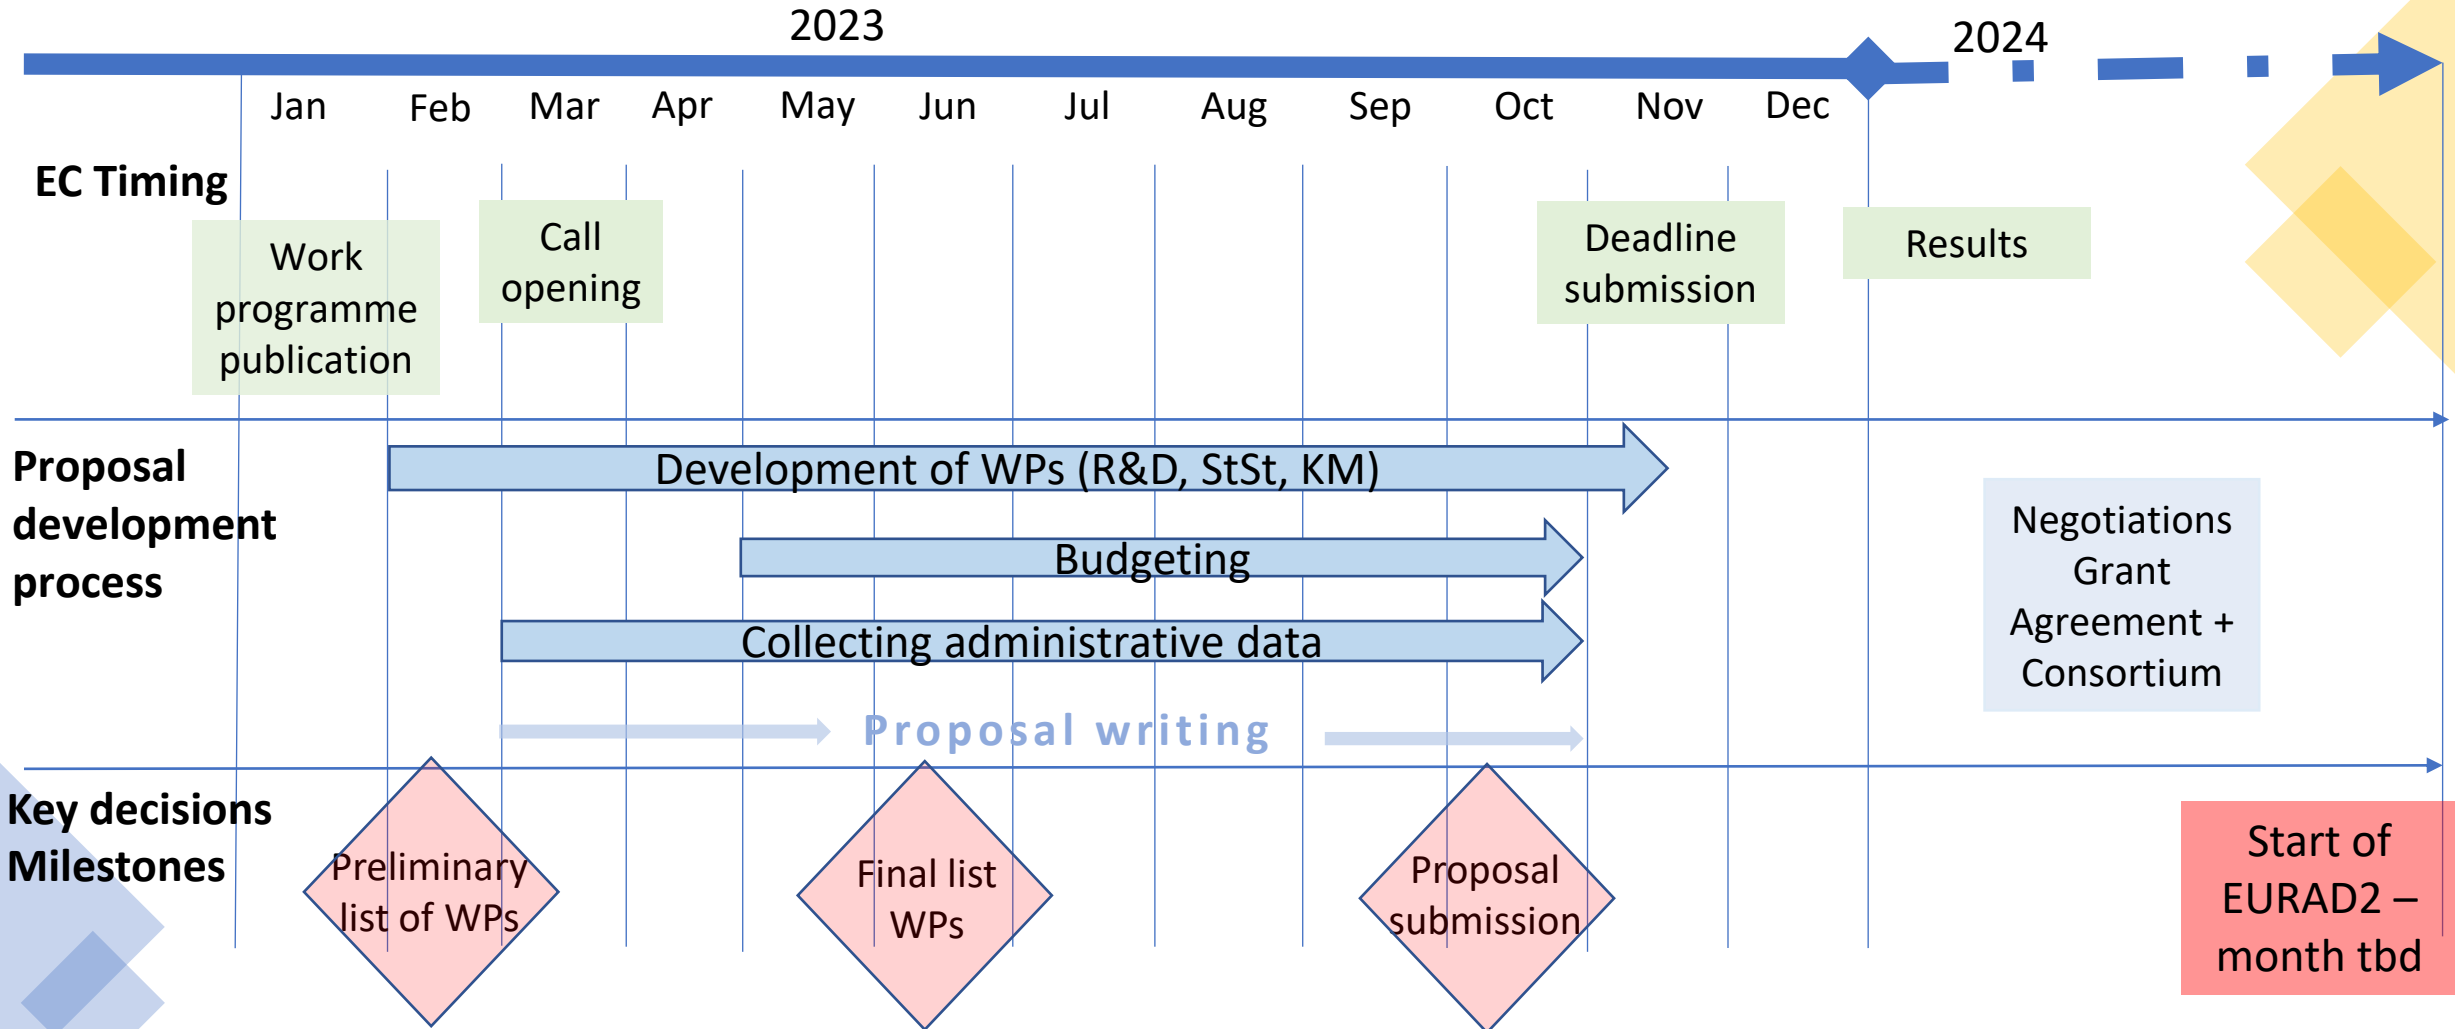 2023
2024
Jan
Feb
Mar
Apr
May
Jun
Jul
Aug
Sep
Oct
Nov
Dec
EC Timing
Work
programme
publication
Call
opening
Deadline
submission
Results
Proposal
development
process
Development of WPs (R&D, StSt, KM)
Budgeting
Collecting administrative data
Proposal writing
Negotiations
Grant
Agreement +
Consortium
Key decisions
Milestones
Preliminary
list of WPs
Final list
WPs
Proposal
submission
Start of
EURAD2 –
month tbd